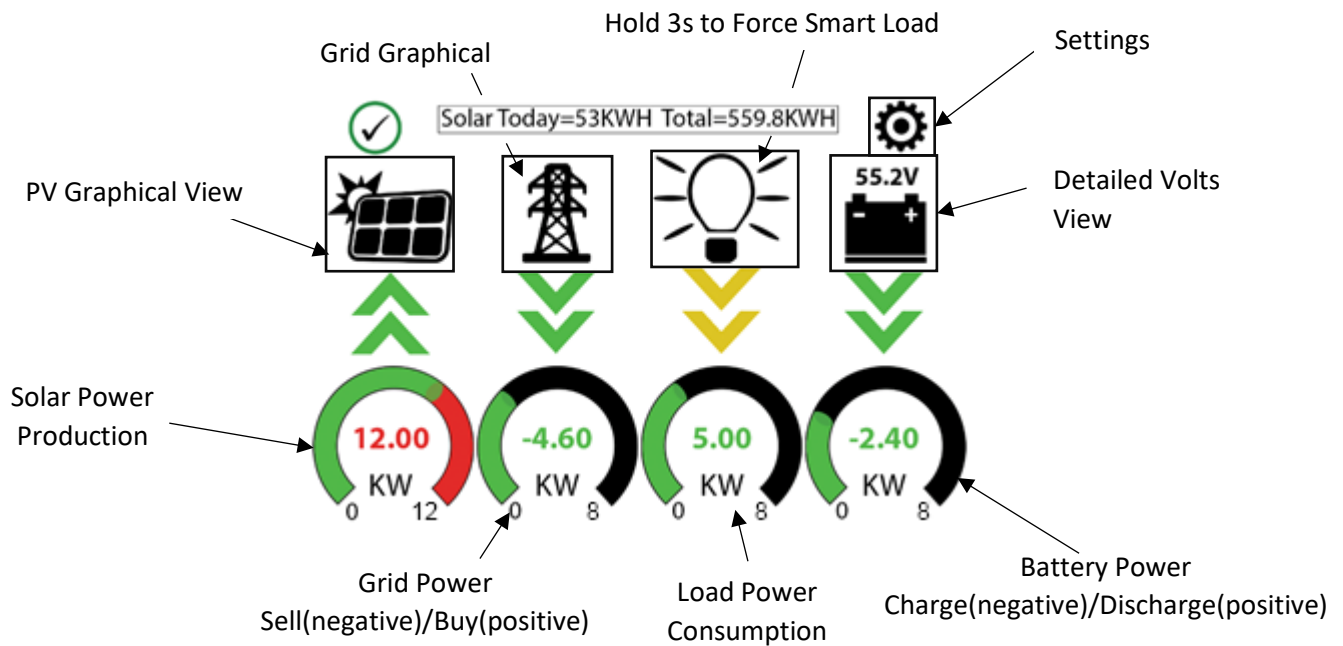 Hold 3s to Force Smart Load
Grid Graphical
Settings
Solar Today=53KWH Total=559.8KWH
PV Graphical View
55.2V
- +
Detailed Volts
View
Solar Power
Production
12.00
KW
0 12
-4.60
KW
0 8
5.00
KW
0 8
-2.40
KW
0 8
Grid Power
Sell(negative)/Buy(positive)
Load Power
Consumption
Battery Power
Charge(negative)/Discharge(positive)